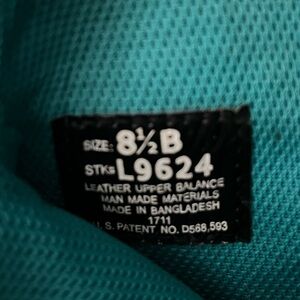 SIZE: 8½B
STK# L9624
LEATHER UPPER BALANCE
MAN MADE MATERIALS
MADE IN BANGLADESH
1711
U.S. PATENT NO. D568,593